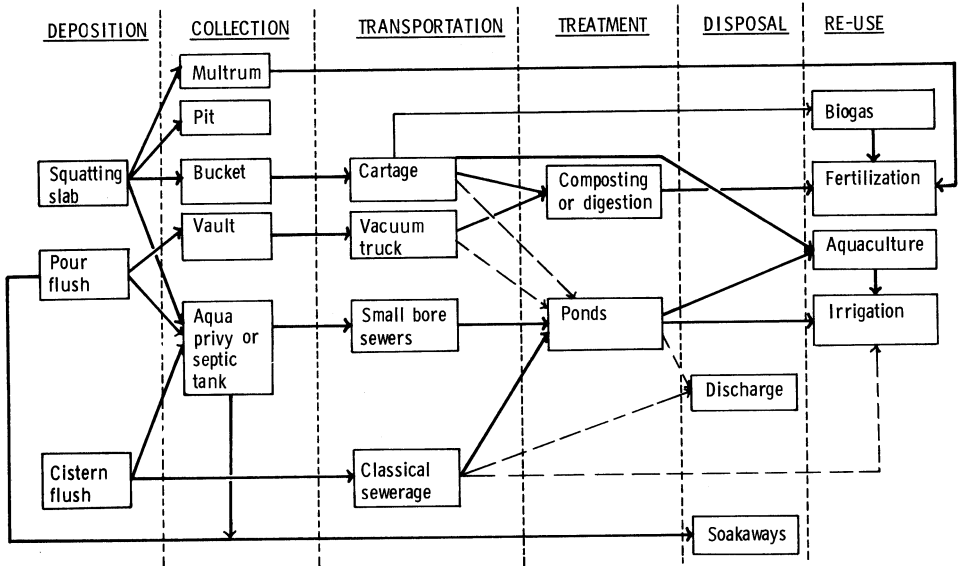 DEPOSITION
COLLECTION
TRANSPORTATION
TREATMENT
DISPOSAL
RE-USE
Multrum
Pit
Bucket
Vault
Aqua
privy or
septic
tank
Squatting
slab
Pour
flush
Cistern
flush
Cartage
Vacuum
truck
Small bore
sewers
Classical
sewerage
Composting
or digestion
Ponds
Discharge
Soakaways
Biogas
Fertilization
Aquaculture
Irrigation